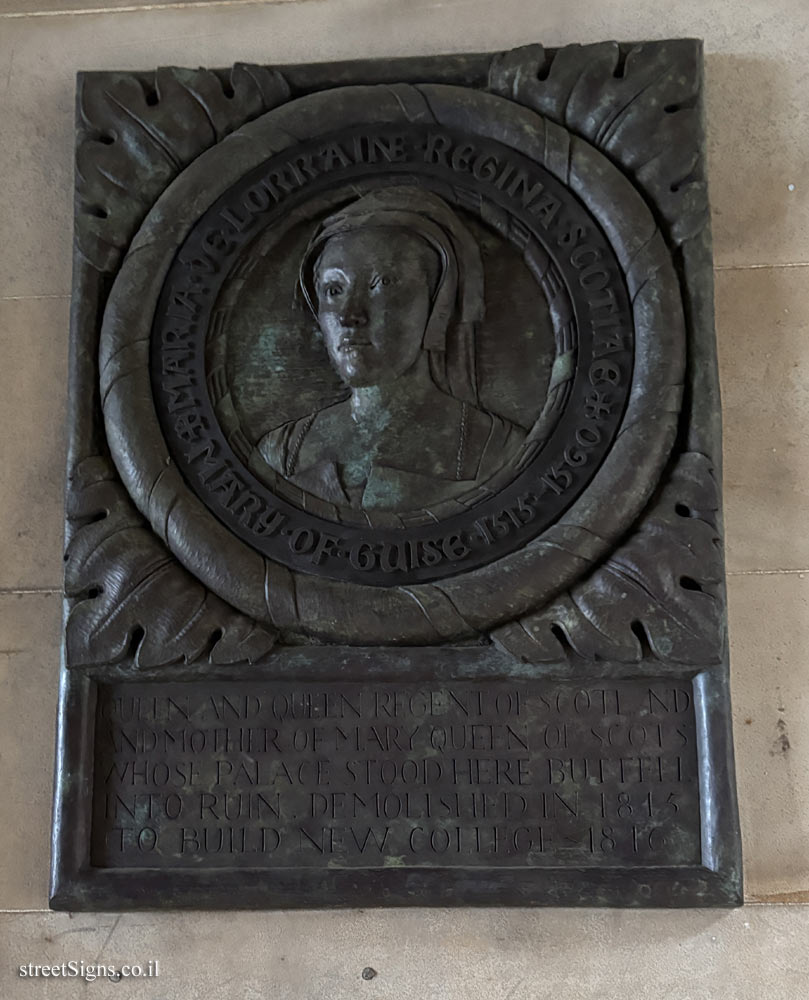 ✠ MARIA · DE · LORRAINE · REGINA · SCOTIAE ✠
MARY · OF · GUISE · 1515-1560
QUEEN AND QUEEN REGENT OF SCOTLAND
AND MOTHER OF MARY QUEEN OF SCOTS
WHOSE PALACE STOOD HERE BUT FELL
INTO RUIN. DEMOLISHED IN 1845
TO BUILD NEW COLLEGE – 1846
streetSigns.co.il